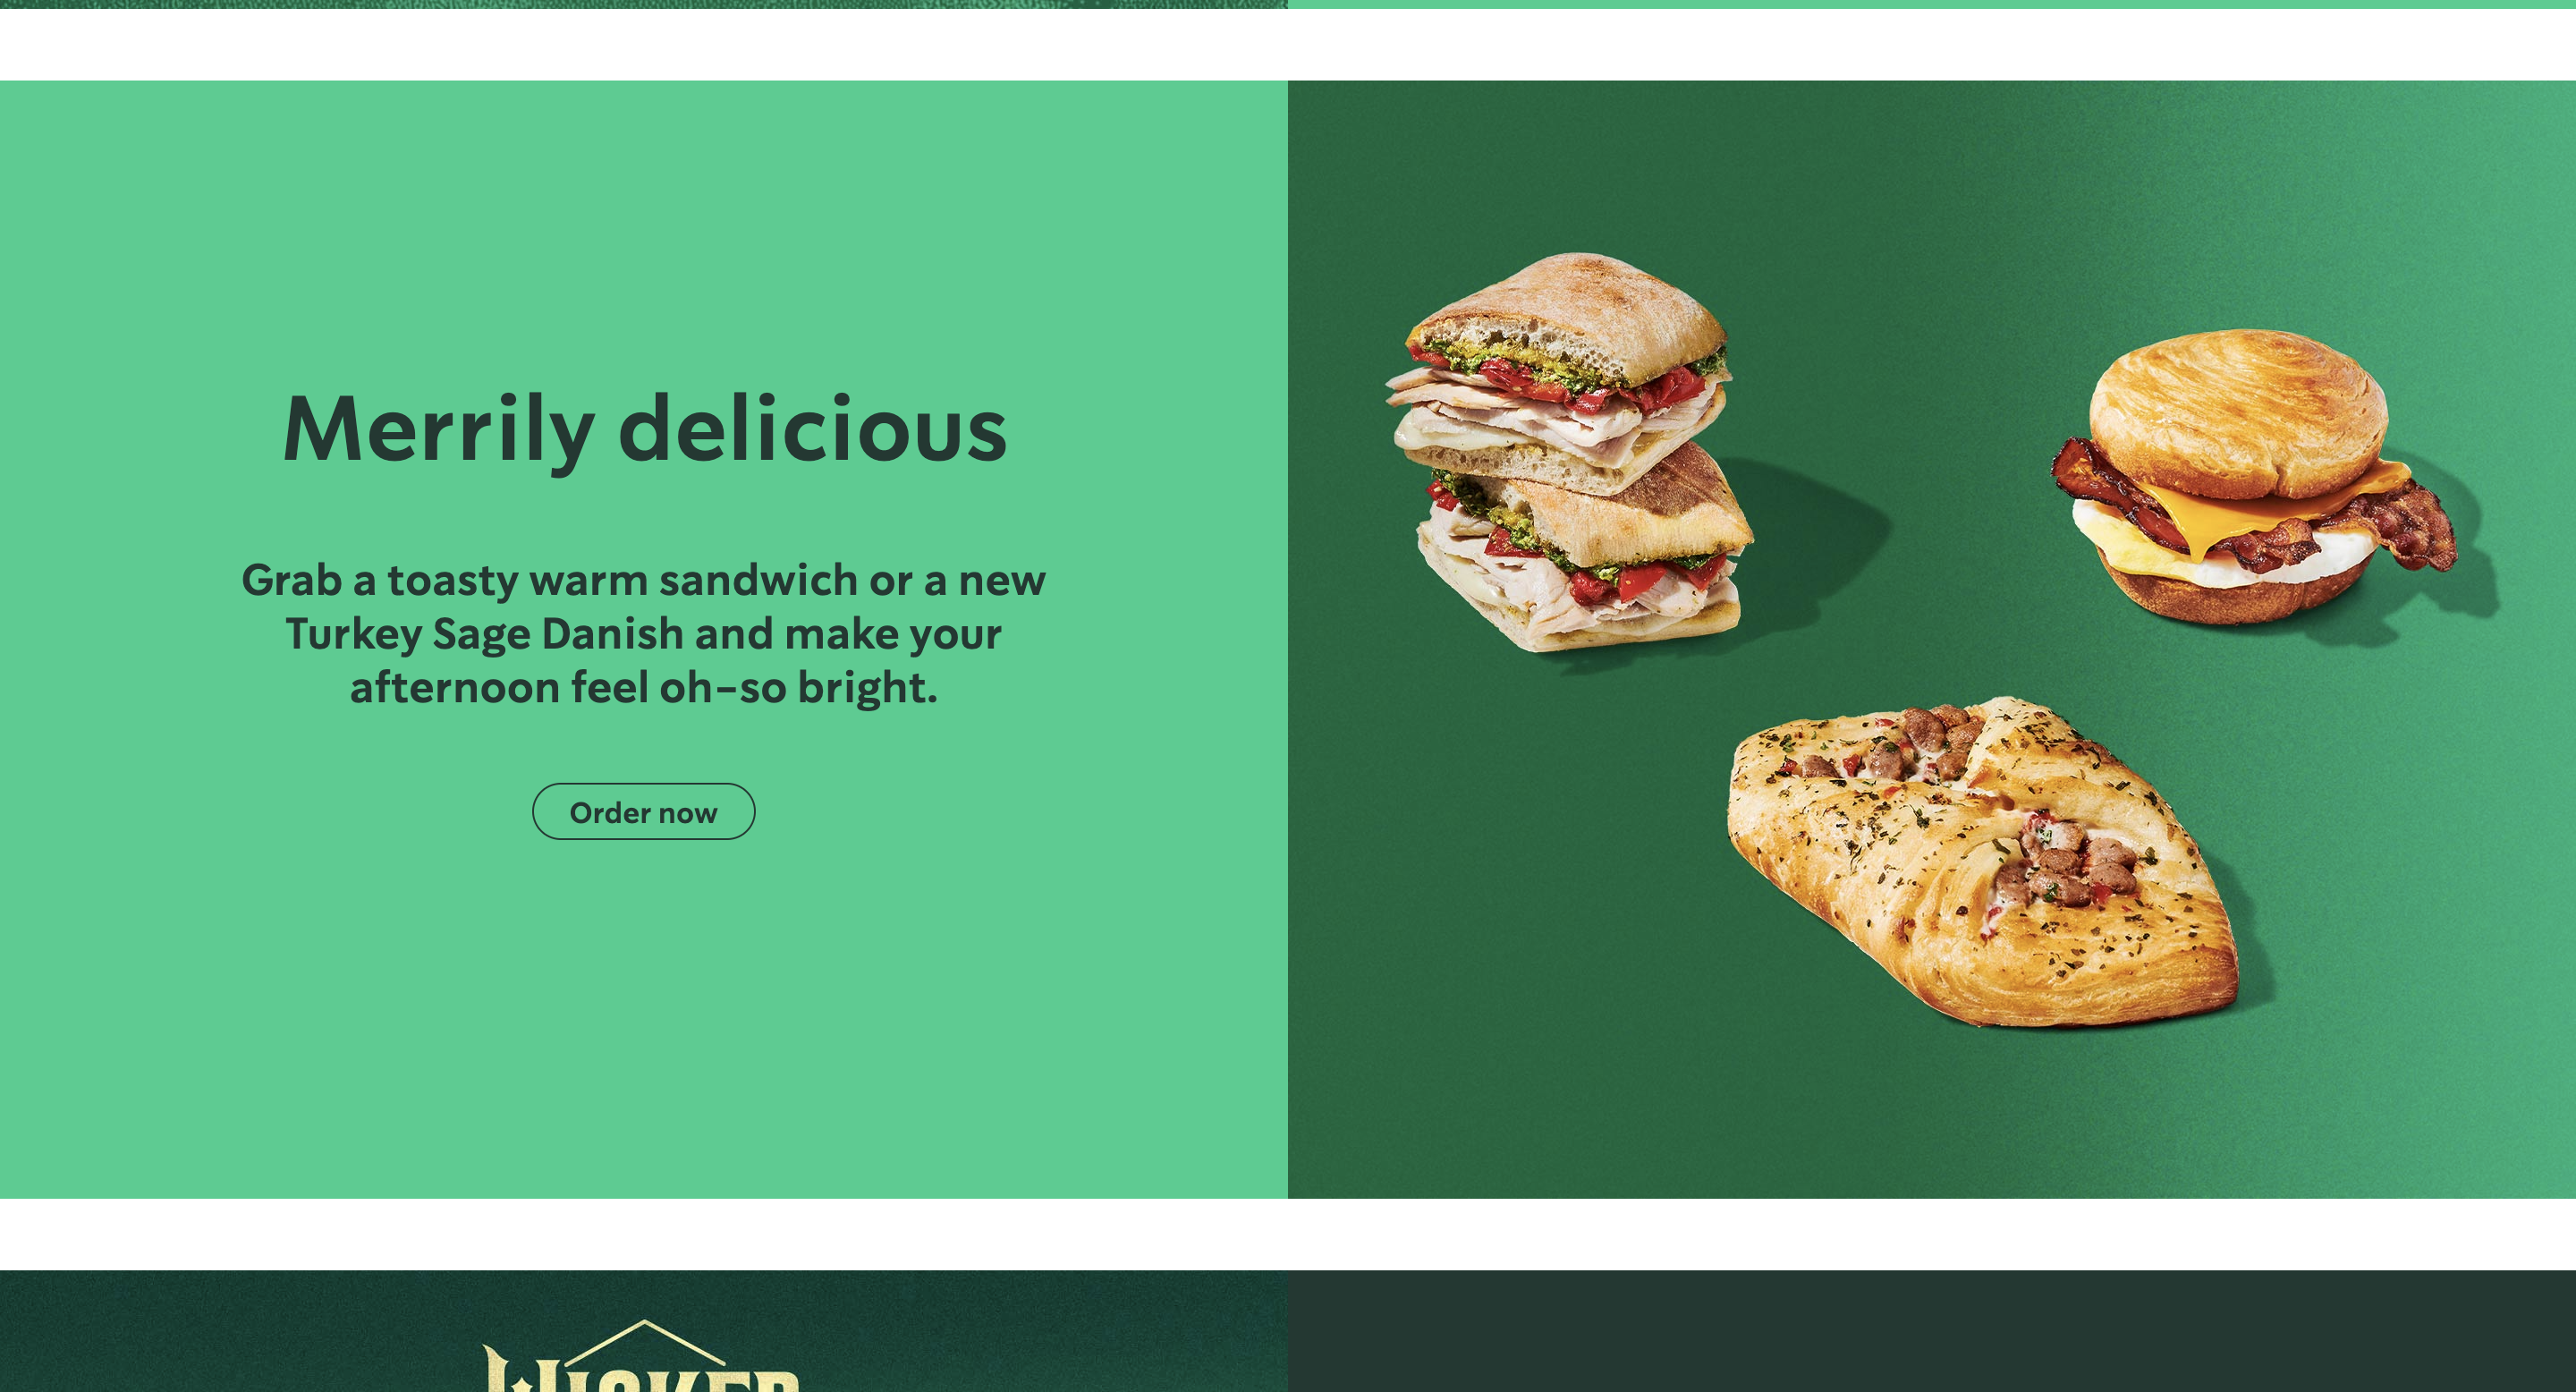 Merrily delicious
Grab a toasty warm sandwich or a new
Turkey Sage Danish and make your
afternoon feel oh-so bright.
Order now
WICKED